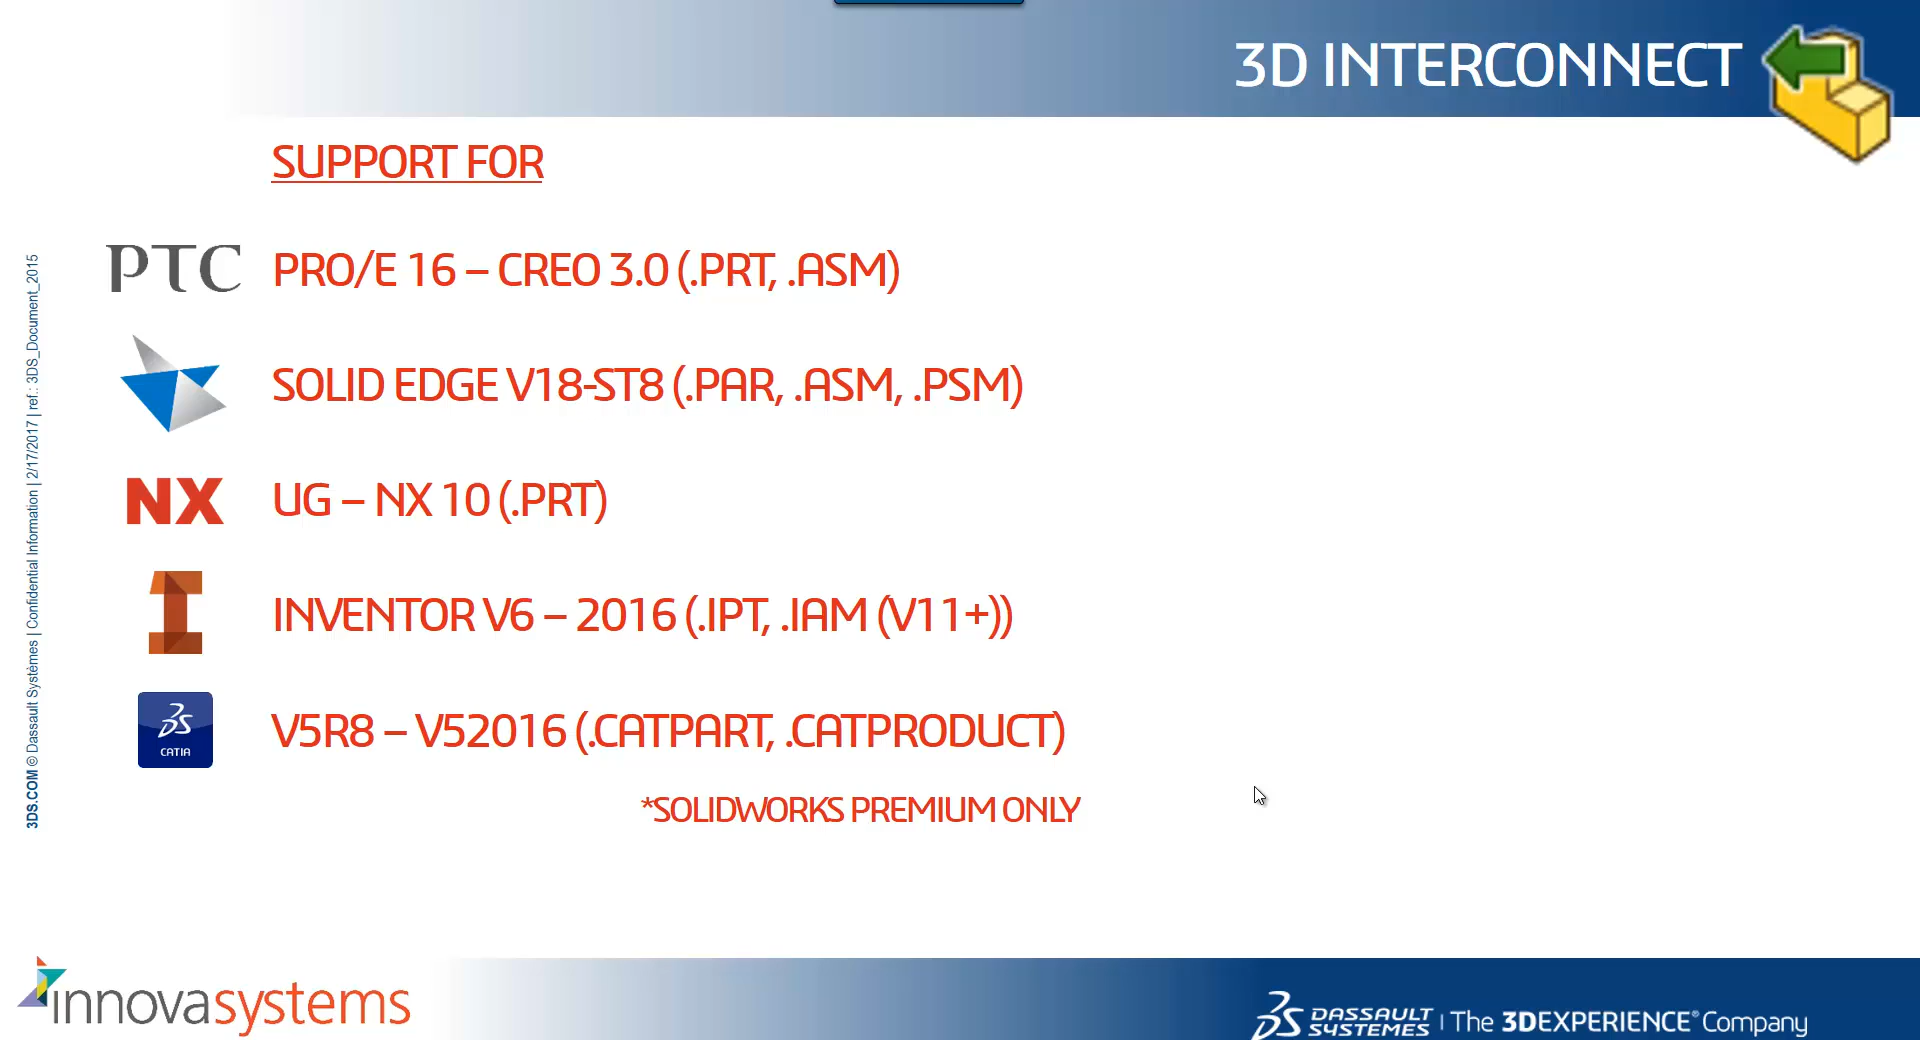 3D INTERCONNECT
SUPPORT FOR
PTC
PRO/E 16 – CREO 3.0 (.PRT, .ASM)
SOLID EDGE V18-ST8 (.PAR, .ASM, .PSM)
NX
UG – NX 10 (.PRT)
INVENTOR V6 – 2016 (.IPT, .IAM (V11+))
CATIA
V5R8 – V52016 (.CATPART, .CATPRODUCT)
*SOLIDWORKS PREMIUM ONLY
3DS.COM © Dassault Systèmes | Confidential Information | 2/17/2017 | ref.: 3DS_Document_2015
innovasystems
DASSAULT SYSTEMES | The 3DEXPERIENCE® Company